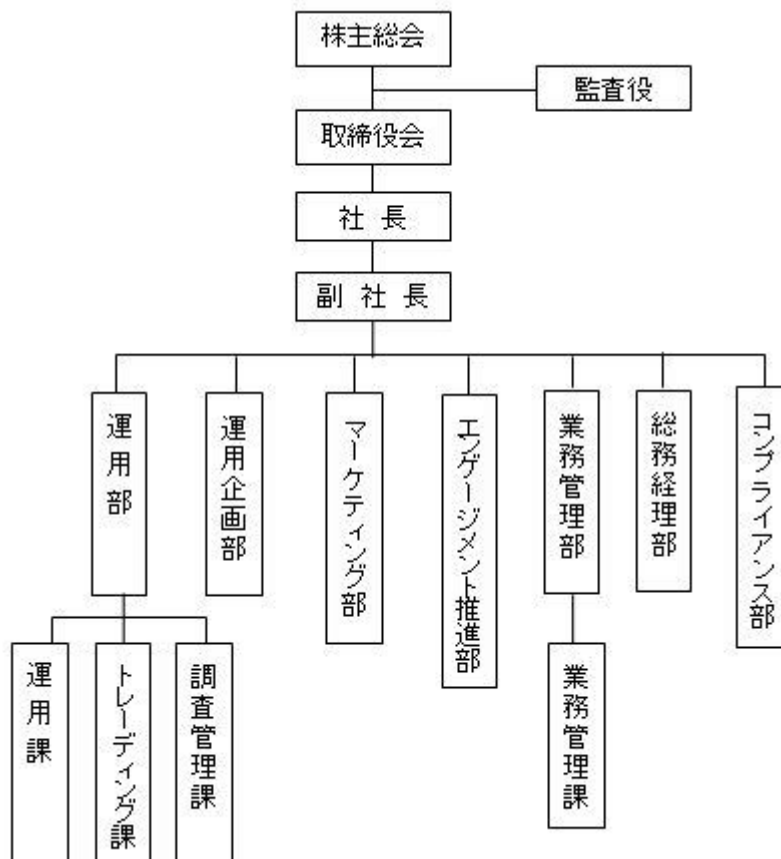 株主総会
監査役
取締役会
社 長
副 社 長
運用部
運用企画部
マーケティング部
エンゲージメント推進部
業務管理部
総務経理部
コンプライアンス部
運用課
トレーディング課
調査管理課
業務管理課